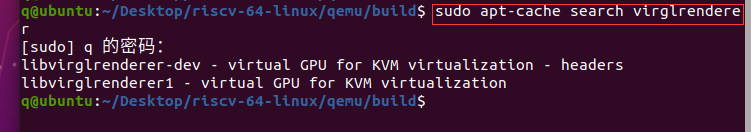 q@ubuntu:~/Desktop/riscv-64-linux/qemu/build$ sudo apt-cache search virglrendere
r
[sudo] q 的密码：
libvirglrenderer-dev - virtual GPU for KVM virtualization - headers
libvirglrenderer1 - virtual GPU for KVM virtualization
q@ubuntu:~/Desktop/riscv-64-linux/qemu/build$